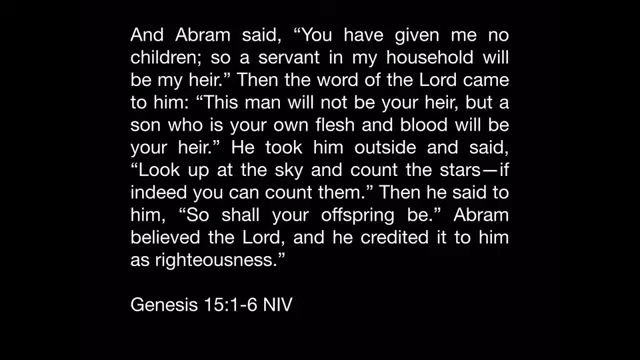 And Abram said, “You have given me no
children; so a servant in my household will
be my heir.” Then the word of the Lord came
to him: “This man will not be your heir, but a
son who is your own flesh and blood will be
your heir.” He took him outside and said,
“Look up at the sky and count the stars—if
indeed you can count them.” Then he said to
him, “So shall your offspring be.” Abram
believed the Lord, and he credited it to him
as righteousness.”
Genesis 15:1-6 NIV